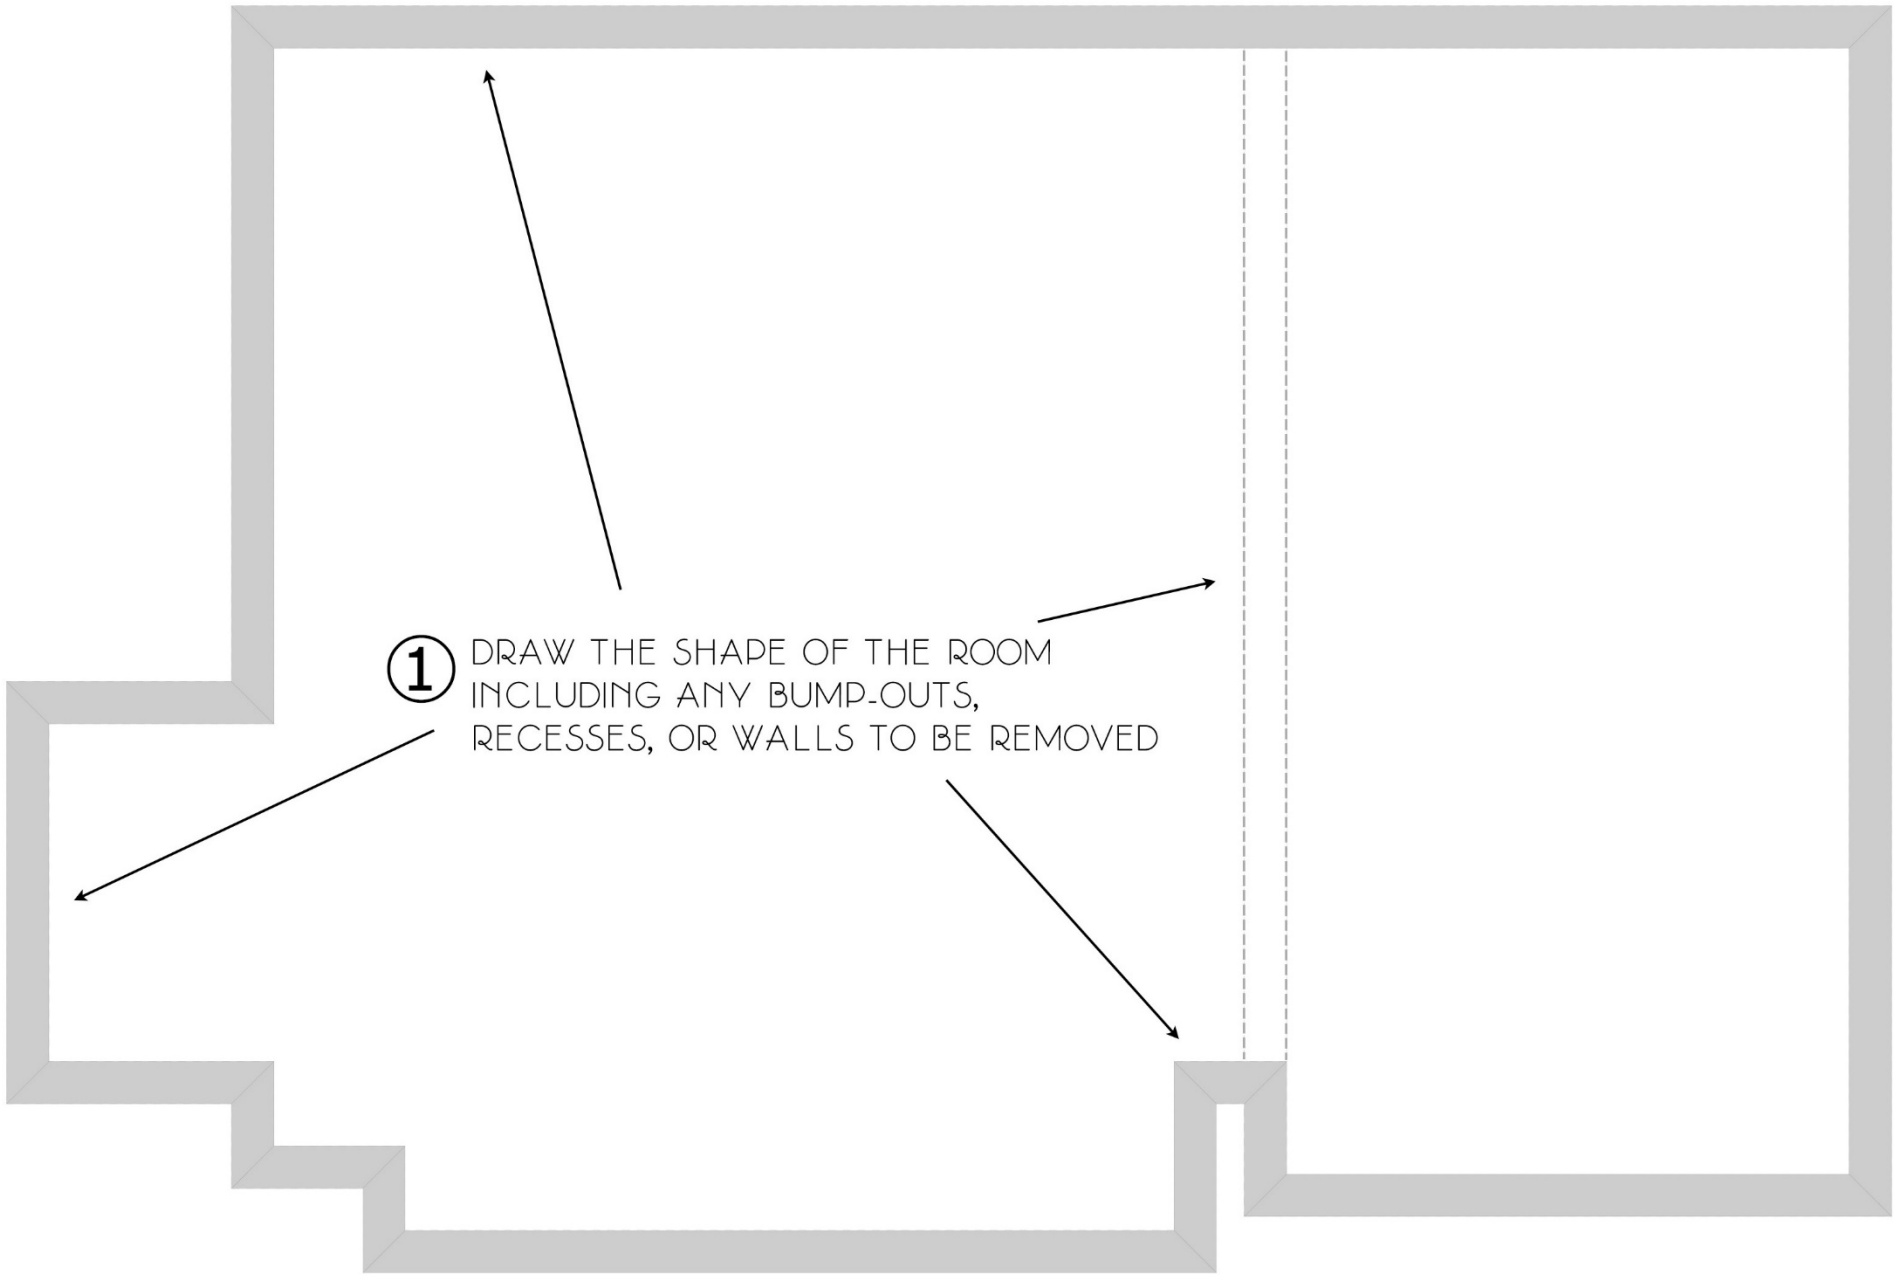 ① DRAW THE SHAPE OF THE ROOM
INCLUDING ANY BUMP-OUTS,
RECESSES, OR WALLS TO BE REMOVED